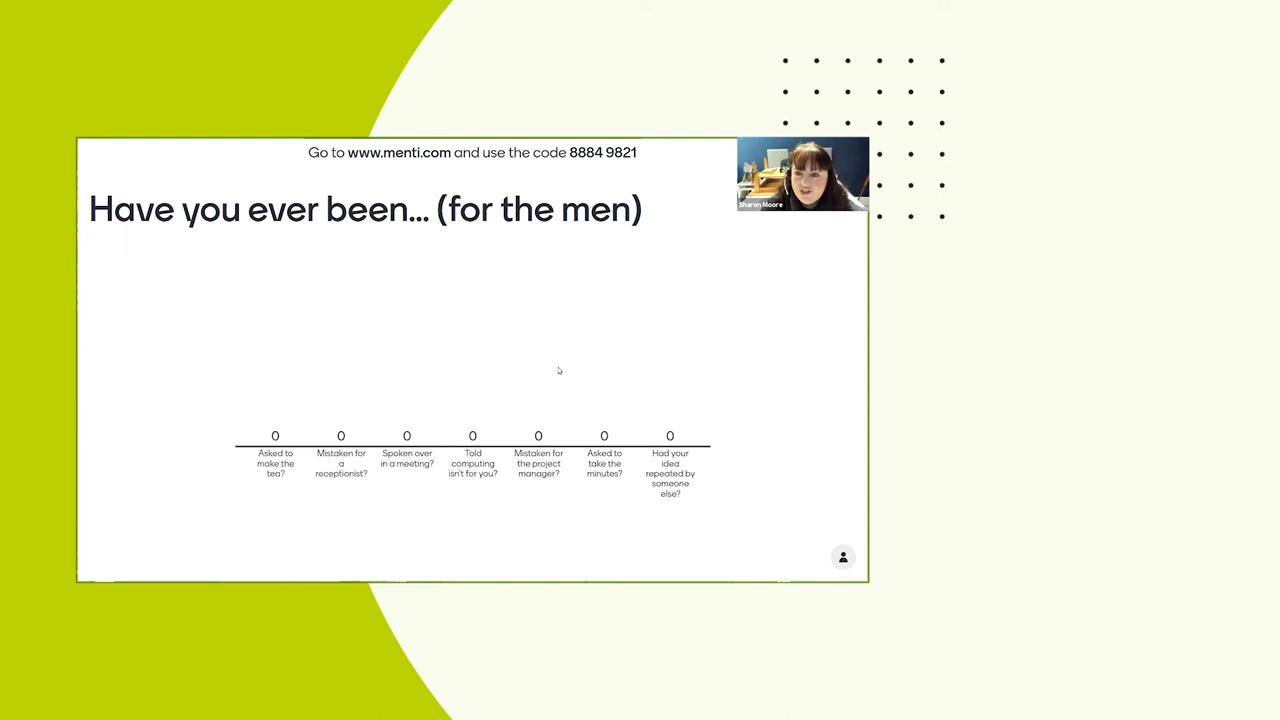 Go to www.menti.com and use the code 8884 9821
Have you ever been... (for the men)
Sharon Moore
0 0 0 0 0 0 0
Asked to make the tea?
Mistaken for a receptionist?
Spoken over in a meeting?
Told computing isn't for you?
Mistaken for the project manager?
Asked to take the minutes?
Had your idea repeated by someone else?